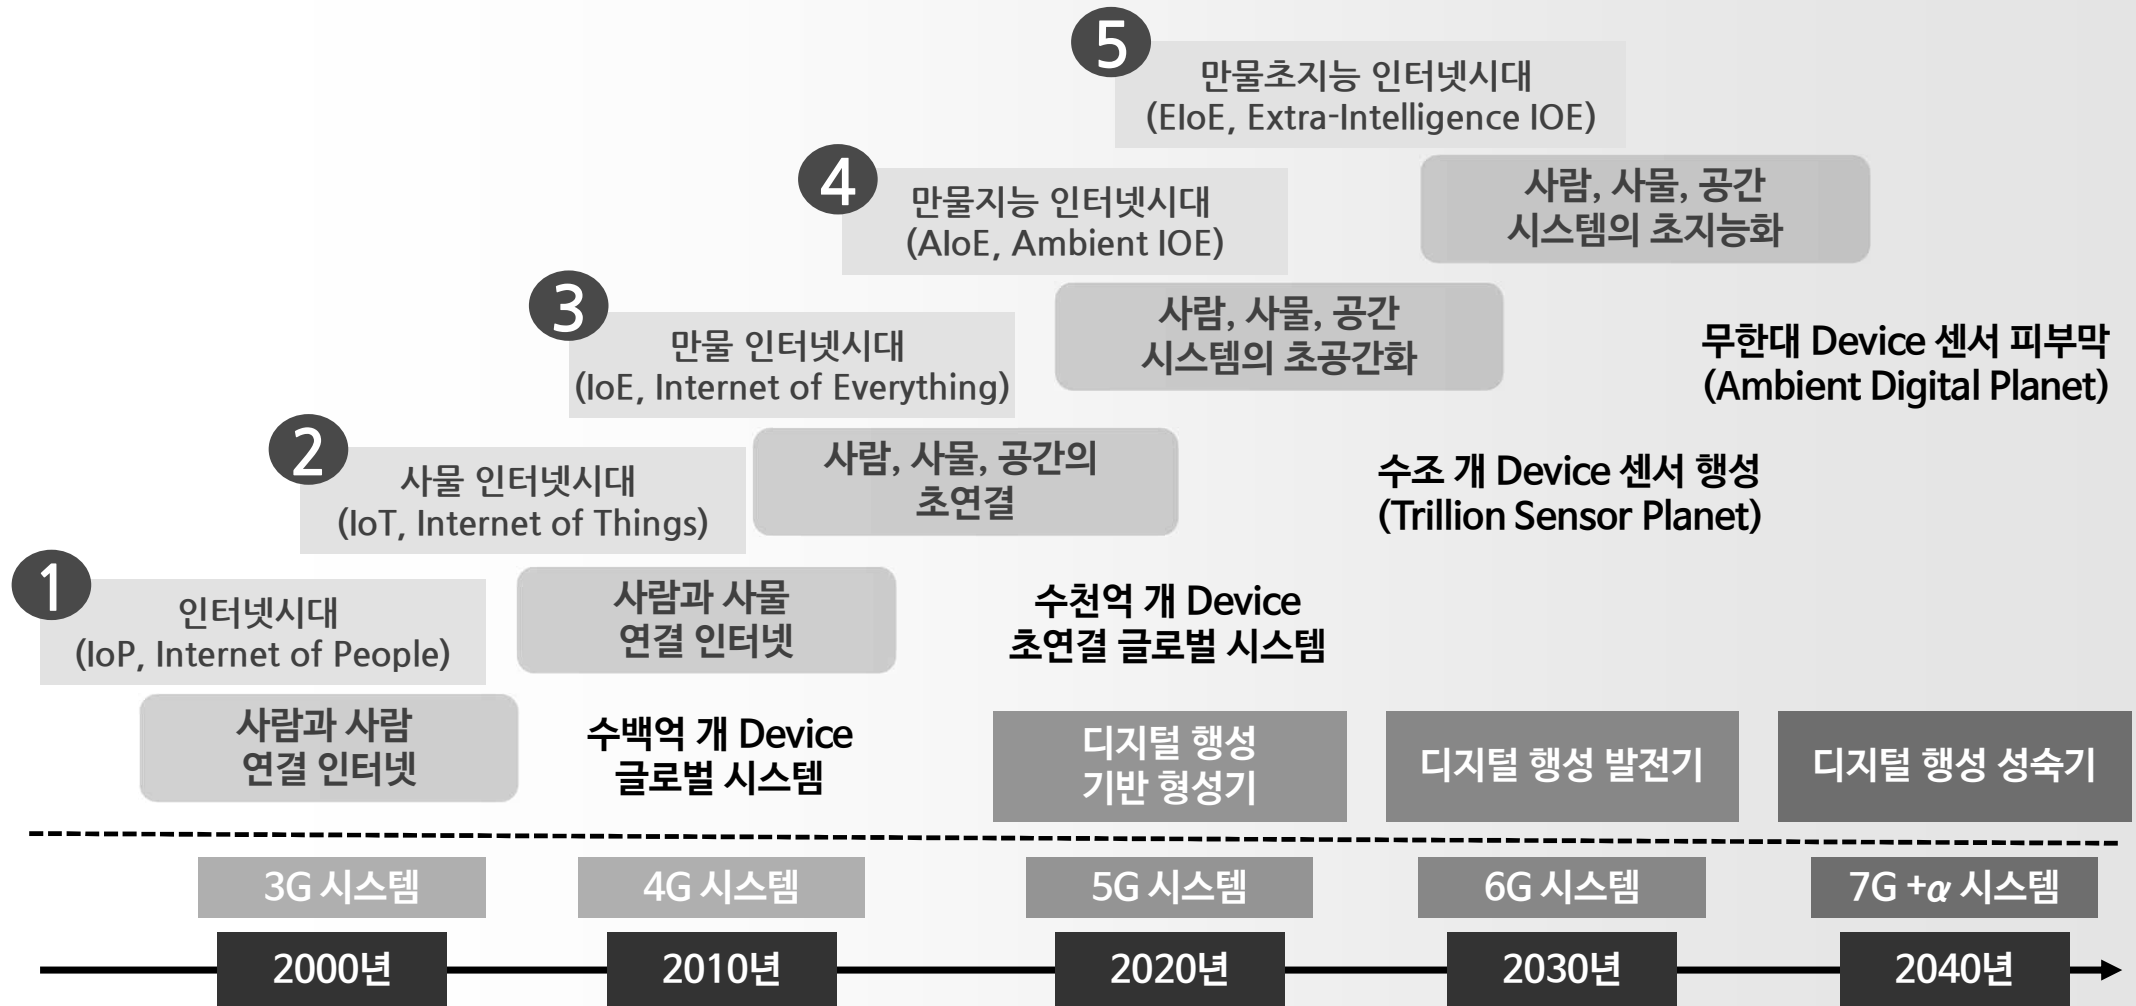 5
만물초지능 인터넷시대
(EIoE, Extra-Intelligence IOE)
사람, 사물, 공간
시스템의 초지능화
4
만물지능 인터넷시대
(AIoE, Ambient IOE)
사람, 사물, 공간
시스템의 초공간화
무한대 Device 센서 피부막
(Ambient Digital Planet)
3
만물 인터넷시대
(IoE, Internet of Everything)
사람, 사물, 공간의
초연결
수조 개 Device 센서 행성
(Trillion Sensor Planet)
2
사물 인터넷시대
(IoT, Internet of Things)
사람과 사물
연결 인터넷
수천억 개 Device
초연결 글로벌 시스템
1
인터넷시대
(IoP, Internet of People)
사람과 사람
연결 인터넷
수백억 개 Device
글로벌 시스템
디지털 행성
기반 형성기
디지털 행성 발전기
디지털 행성 성숙기
3G 시스템
4G 시스템
5G 시스템
6G 시스템
7G +α 시스템
2000년
2010년
2020년
2030년
2040년